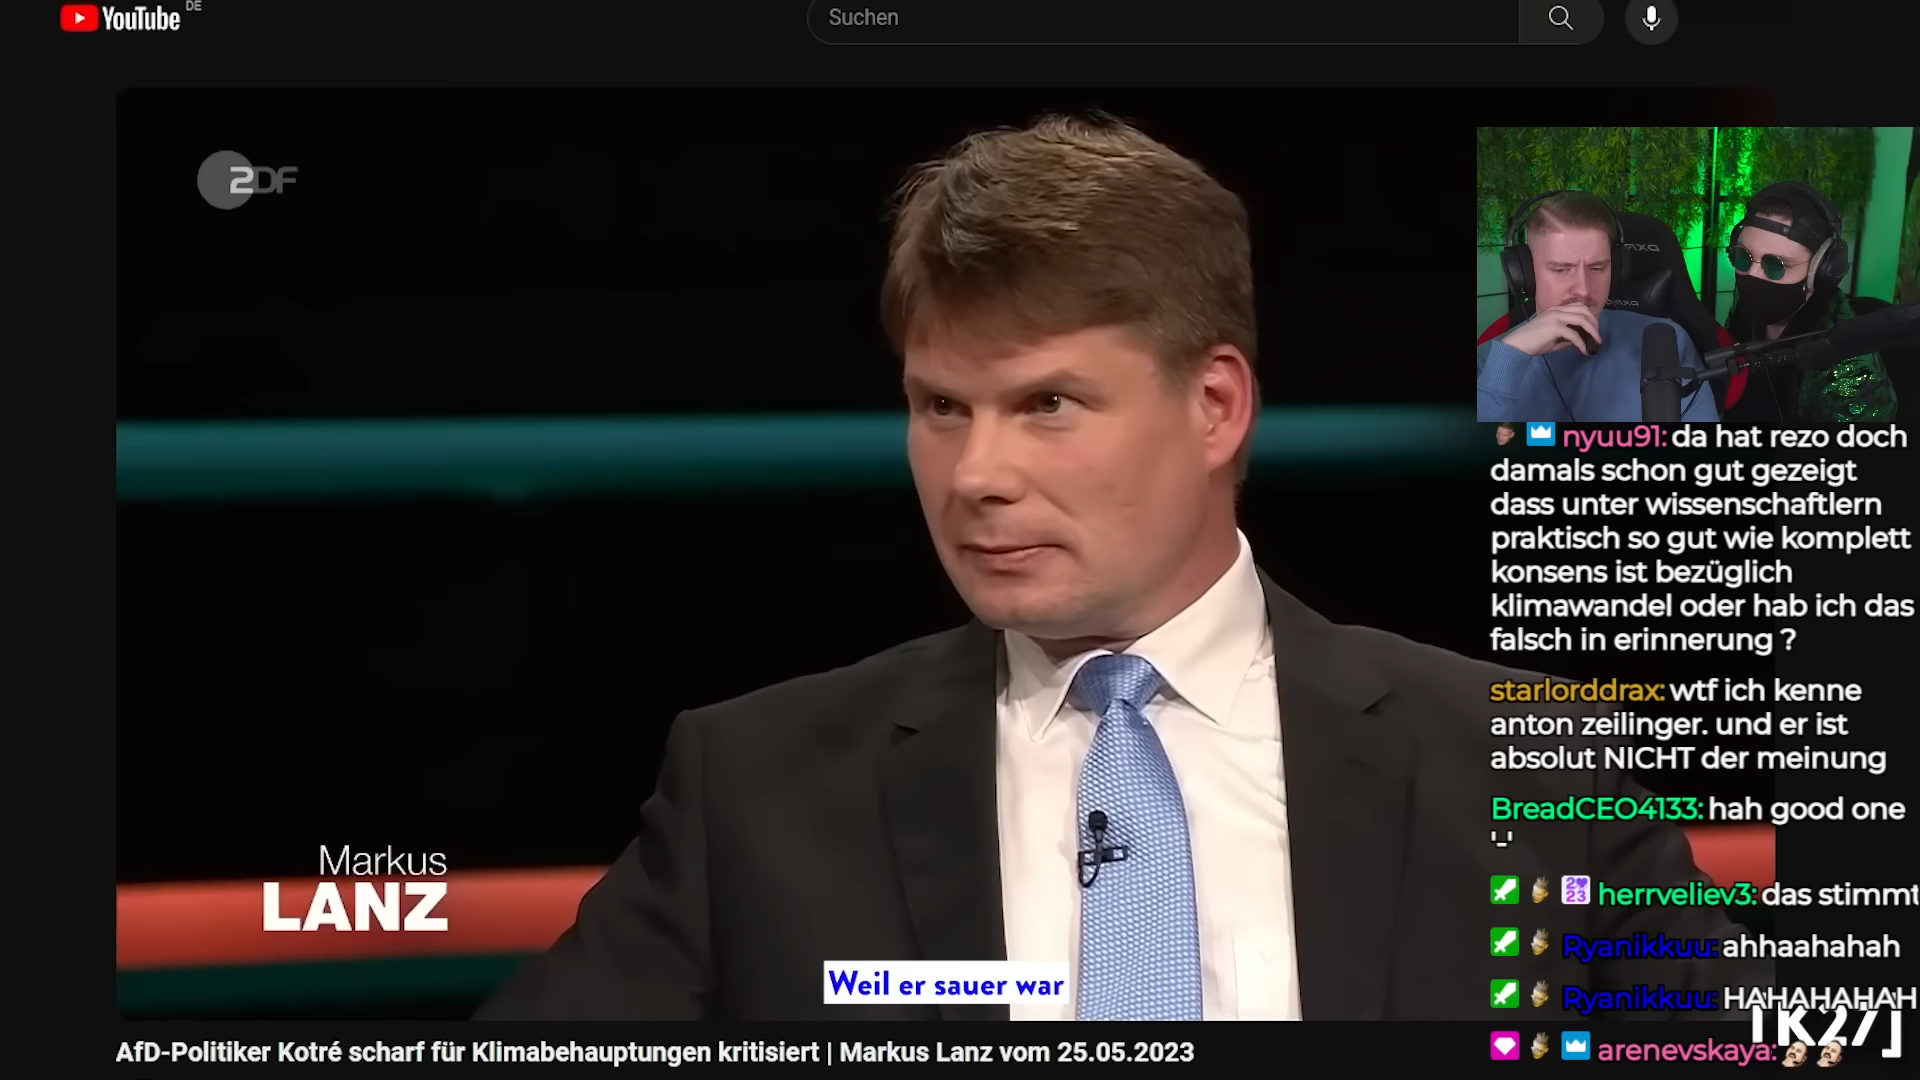 YouTube DE
Suchen
2DF
nyuu91: da hat rezo doch
damals schon gut gezeigt
dass unter wissenschaftlern
praktisch so gut wie komplett
konsens ist bezüglich
klimawandel oder hab ich das
falsch in erinnerung ?
starlorddrax: wtf ich kenne
anton zeilinger. und er ist
absolut NICHT der meinung
BreadCEO4133: hah good one
'-'
herrveliev3: das stimmt
Ryanikkuu: ahhaahahah
Ryanikkuu: HAHAHAHAH
arenevskaya:
Markus
LANZ
Weil er sauer war
[K27]
AfD-Politiker Kotré scharf für Klimabehauptungen kritisiert | Markus Lanz vom 25.05.2023